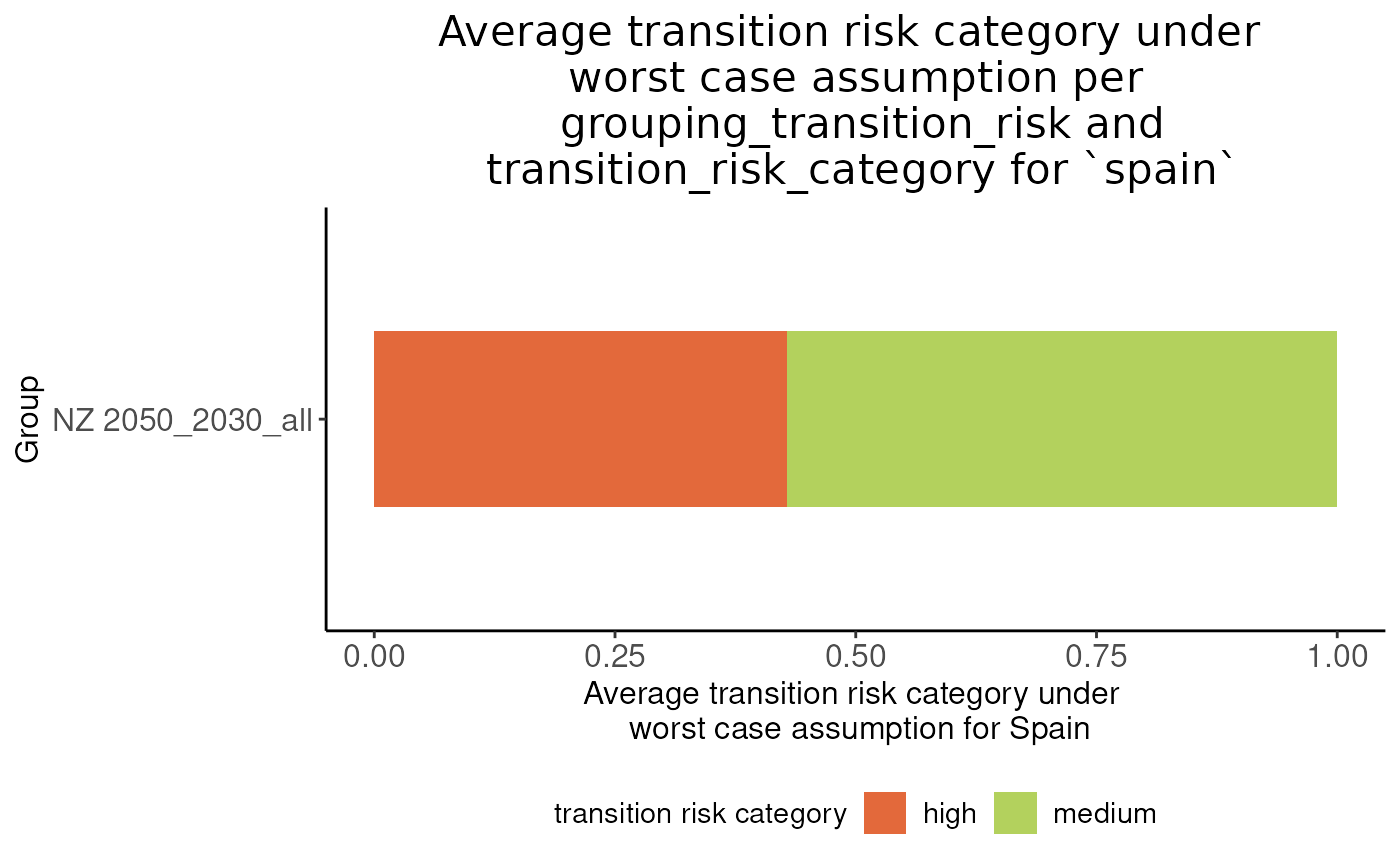 Average transition risk category under
worst case assumption per
grouping_transition_risk and
transition_risk_category for `spain`
Group
NZ 2050_2030_all
0.00 0.25 0.50 0.75 1.00
Average transition risk category under
worst case assumption for Spain
transition risk category high medium